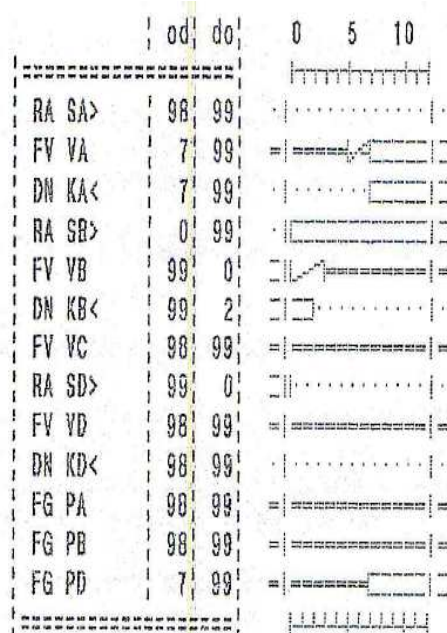 od do 0 5 10
RA SA> 98 99
FV VA 7 99
DN KA< 7 99
RA SB> 0 99
FV VB 99 0
DN KB< 99 2
FV VC 98 99
RA SD> 99 0
FV VD 98 99
DN KD< 98 99
FG PA 98 99
FG PB 98 99
FG PD 7 99